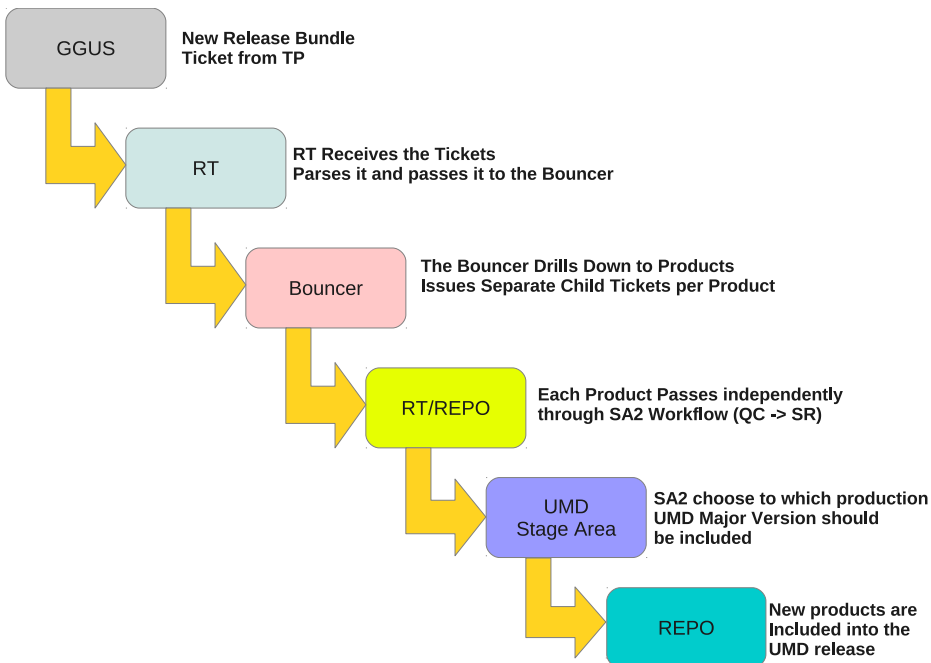 GGUS
New Release Bundle
Ticket from TP
RT
RT Receives the Tickets
Parses it and passes it to the Bouncer
Bouncer
The Bouncer Drills Down to Products
Issues Separate Child Tickets per Product
RT/REPO
Each Product Passes independently
through SA2 Workflow (QC -> SR)
UMD
Stage Area
SA2 choose to which production
UMD Major Version should
be included
REPO
New products are
Included into the
UMD release